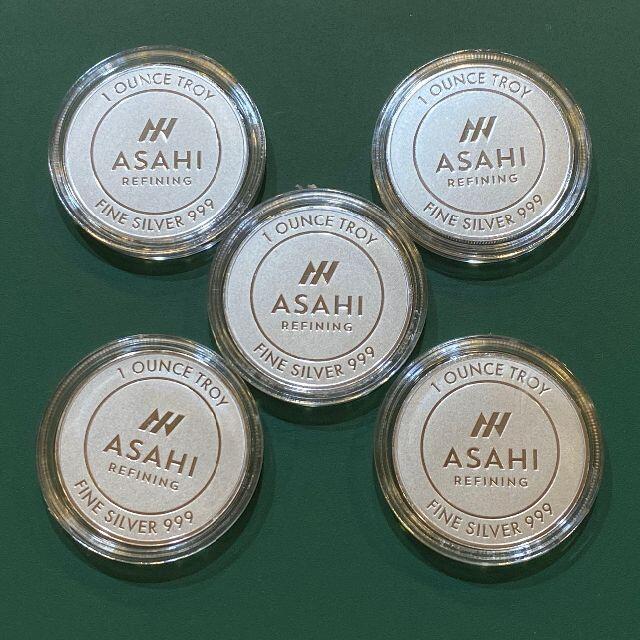 1 OUNCE TROY
ASAHI
REFINING
FINE SILVER 999
1 OUNCE TROY
ASAHI
REFINING
FINE SILVER 999
1 OUNCE TROY
ASAHI
REFINING
FINE SILVER 999
1 OUNCE TROY
ASAHI
REFINING
FINE SILVER 999
1 OUNCE TROY
ASAHI
REFINING
FINE SILVER 999